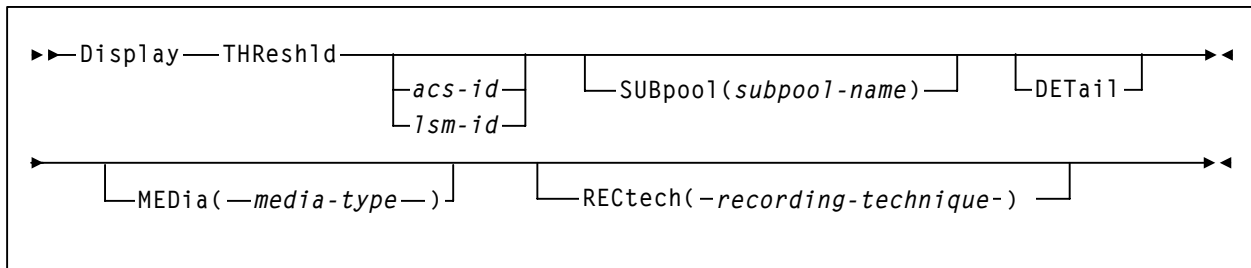 Display THReshld SUBpool(subpool-name) DETail
acs-id
lsm-id
MEDia(media-type) RECtech(recording-technique)